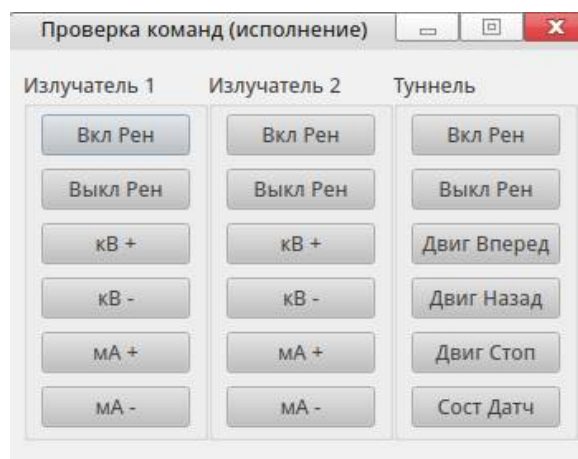 Проверка команд (исполнение)
Излучатель 1 Излучатель 2 Туннель
Вкл Рен Вкл Рен Вкл Рен
Выкл Рен Выкл Рен Выкл Рен
кВ + кВ + Двиг Вперед
кВ - кВ - Двиг Назад
мА + мА + Двиг Стоп
мА - мА - Сост Датч